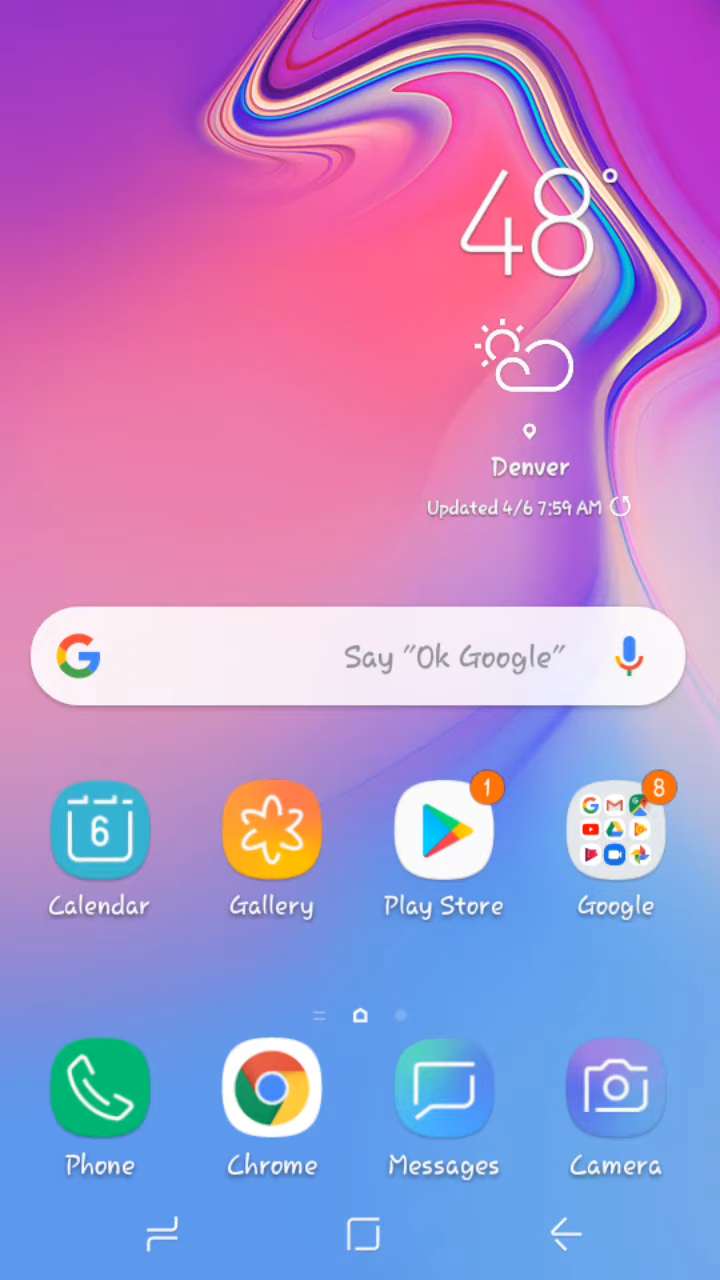 48°
Denver
Updated 4/6 7:59 AM
Say "Ok Google"
1
8
6
Calendar
Gallery
Play Store
Google
Phone
Chrome
Messages
Camera